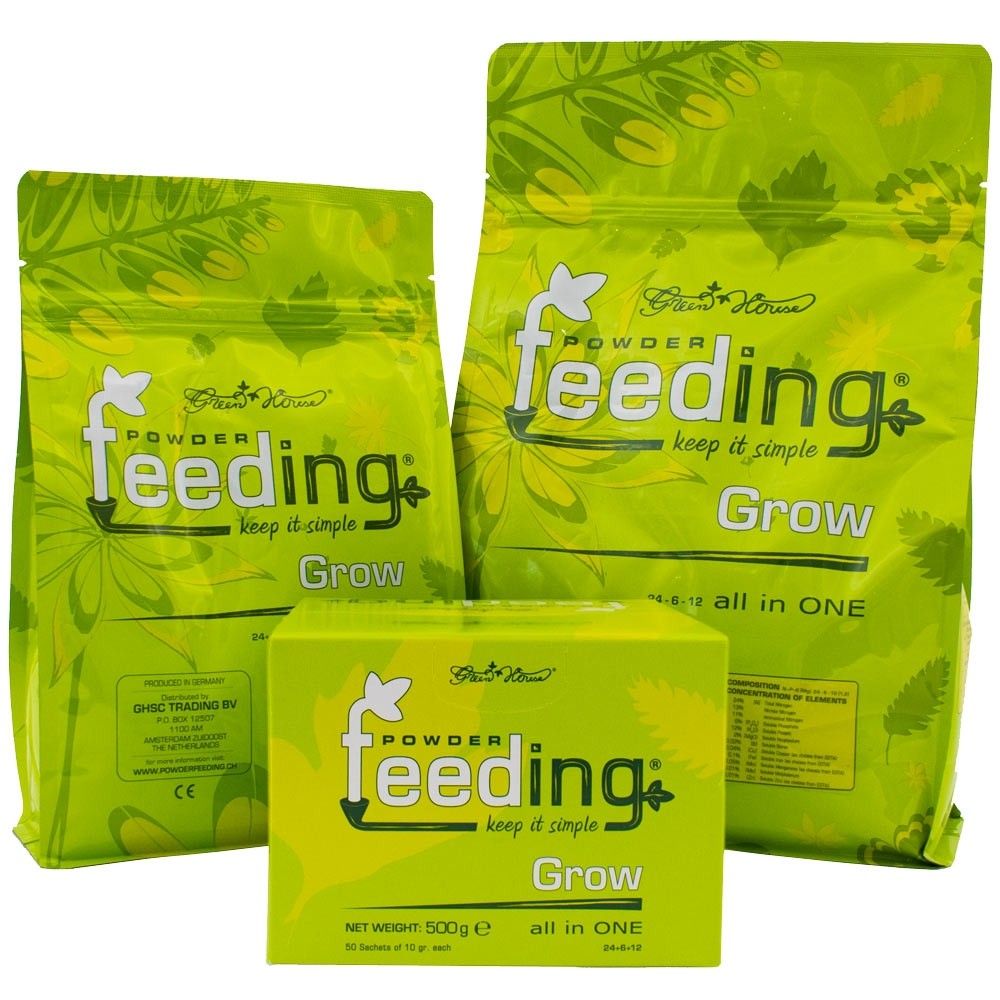 Green House
POWDER
feeding®
keep it simple
Grow
24-6-12 all in ONE
COMPOSITION
CONCENTRATION OF ELEMENTS
24% (N) Total Nitrogen
Green House®
POWDER
feeding®
keep it simple
Grow
PRODUCED IN GERMANY
Distributed by
GHSC TRADING BV
P.O. BOX 12507
1100 AM
AMSTERDAM ZUIDOOST
THE NETHERLANDS
for more information visit:
WWW.POWDERFEEDING.CH
CE
Green House®
POWDER
feeding®
keep it simple
Grow
NET WEIGHT: 500g e all in ONE
50 Sachets of 10 gr. each 24+6+12